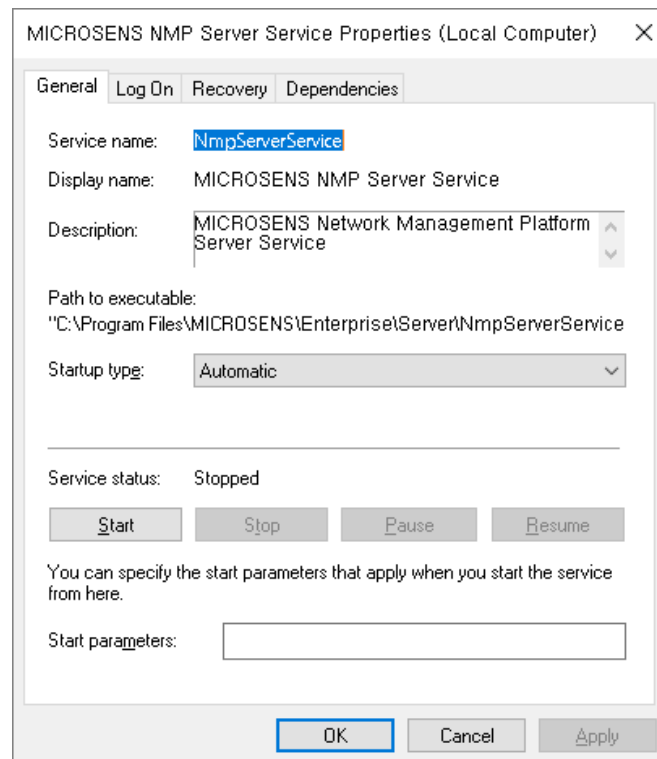 MICROSENS NMP Server Service Properties (Local Computer)
General Log On Recovery Dependencies
Service name: NmpServerService
Display name: MICROSENS NMP Server Service
Description: MICROSENS Network Management Platform
Server Service
Path to executable:
"C:\Program Files\MICROSENS\Enterprise\Server\NmpServerService
Startup type: Automatic
Service status: Stopped
Start Stop Pause Resume
You can specify the start parameters that apply when you start the service
from here.
Start parameters:
OK Cancel Apply